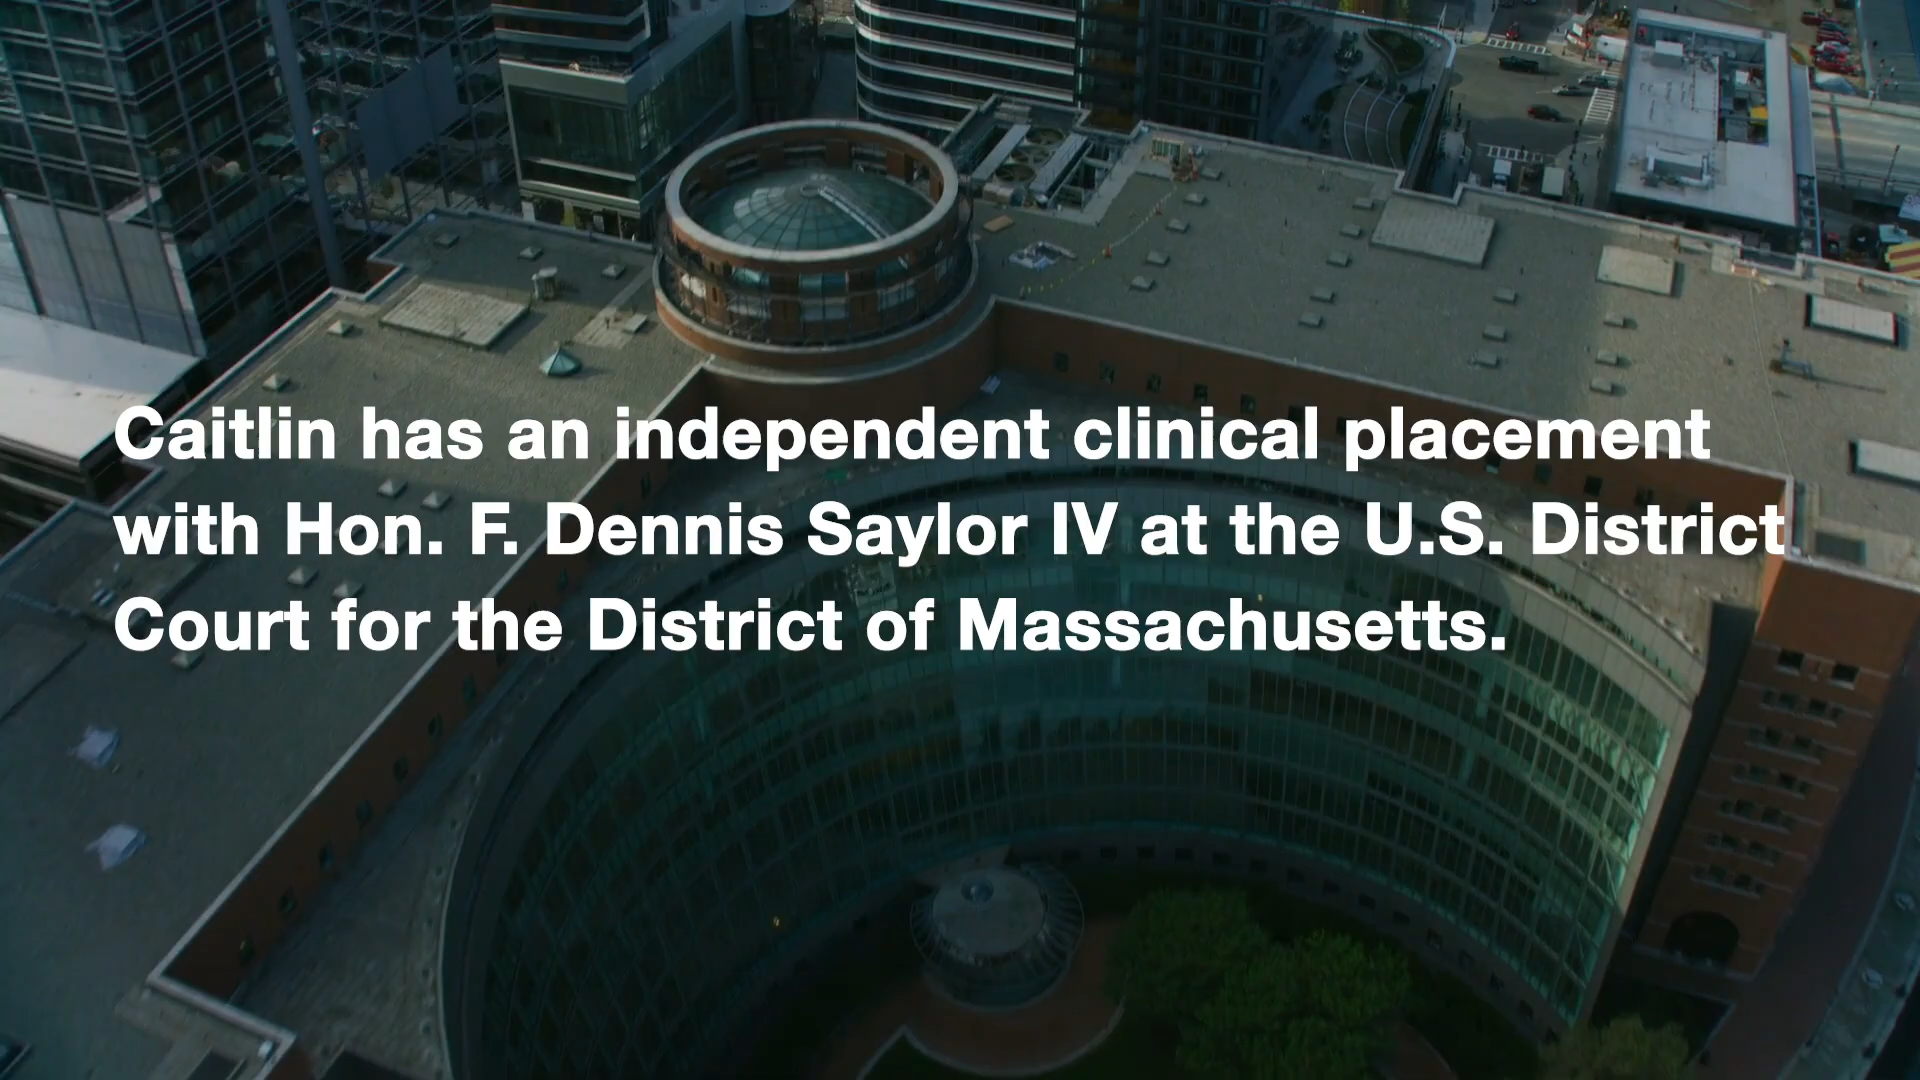 Caitlin has an independent clinical placement
with Hon. F. Dennis Saylor IV at the U.S. District
Court for the District of Massachusetts.